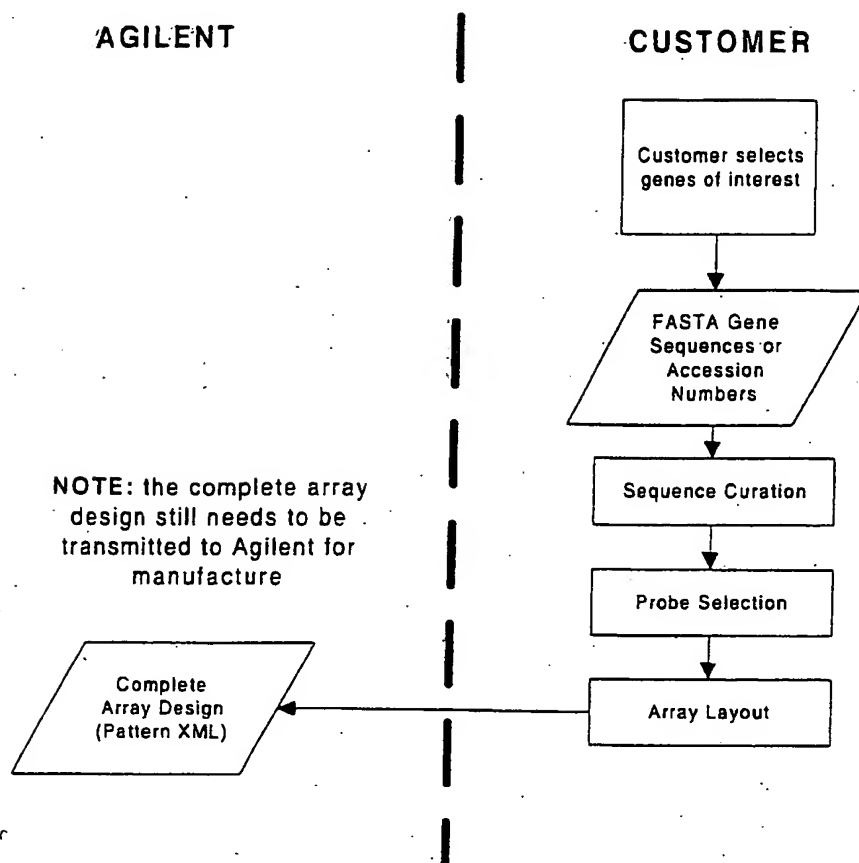 AGILENT
CUSTOMER
Customer selects
genes of interest
FASTA Gene
Sequences or
Accession
Numbers
Sequence Curation
NOTE: the complete array
design still needs to be
transmitted to Agilent for
manufacture
Probe Selection
Complete
Array Design
(Pattern XML)
Array Layout